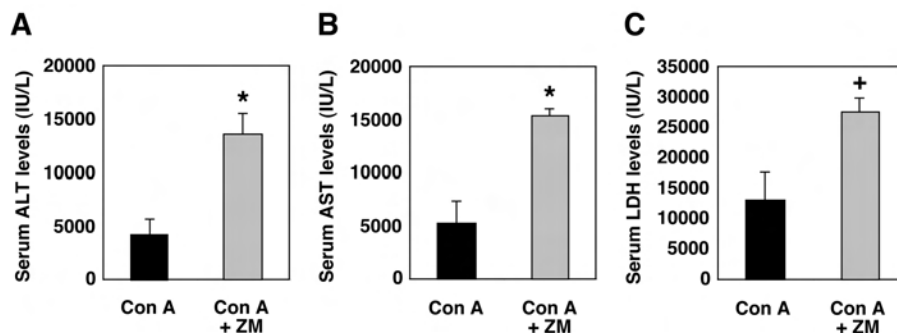 A
Serum ALT levels (IU/L)
20000
15000
10000
5000
0
*
Con A
Con A
+ ZM
B
Serum AST levels (IU/L)
20000
15000
10000
5000
0
*
Con A
Con A
+ ZM
C
Serum LDH levels (IU/L)
35000
30000
25000
20000
15000
10000
5000
0
+
Con A
Con A
+ ZM